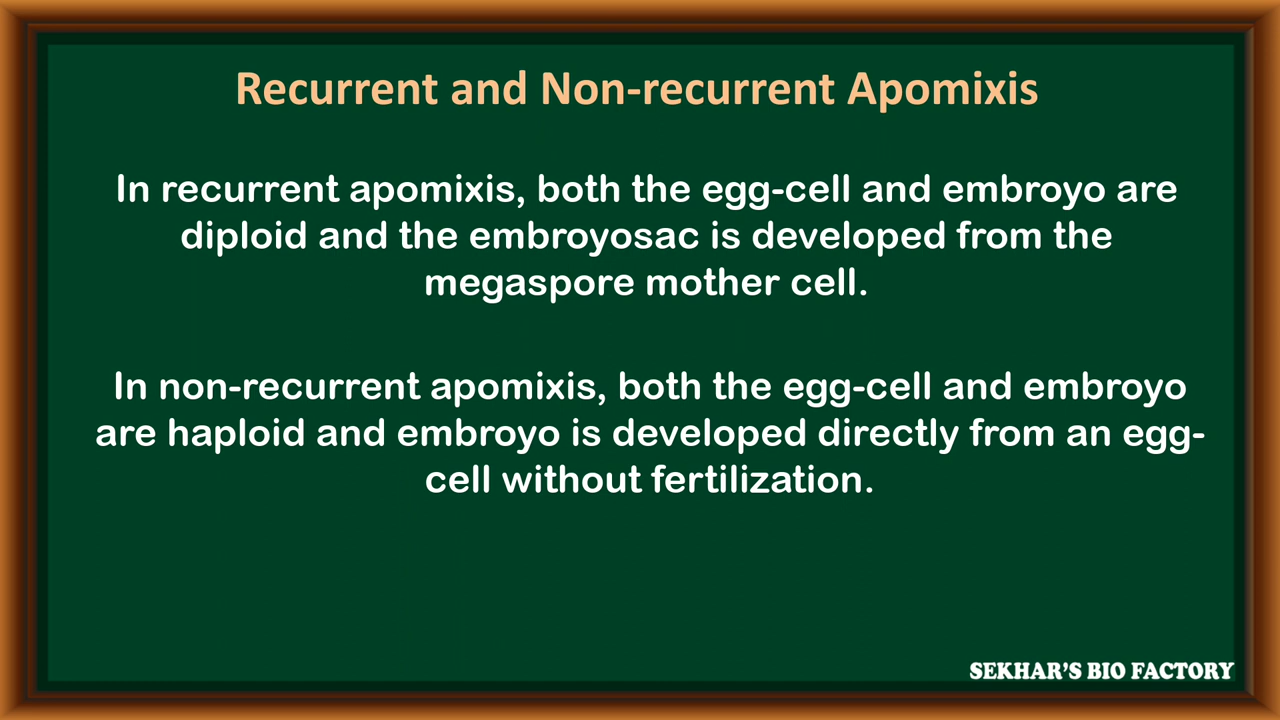 Recurrent and Non-recurrent Apomixis
In recurrent apomixis, both the egg-cell and embroyo are
diploid and the embroyosac is developed from the
megaspore mother cell.
In non-recurrent apomixis, both the egg-cell and embroyo
are haploid and embroyo is developed directly from an egg-
cell without fertilization.
SEKHAR'S BIO FACTORY